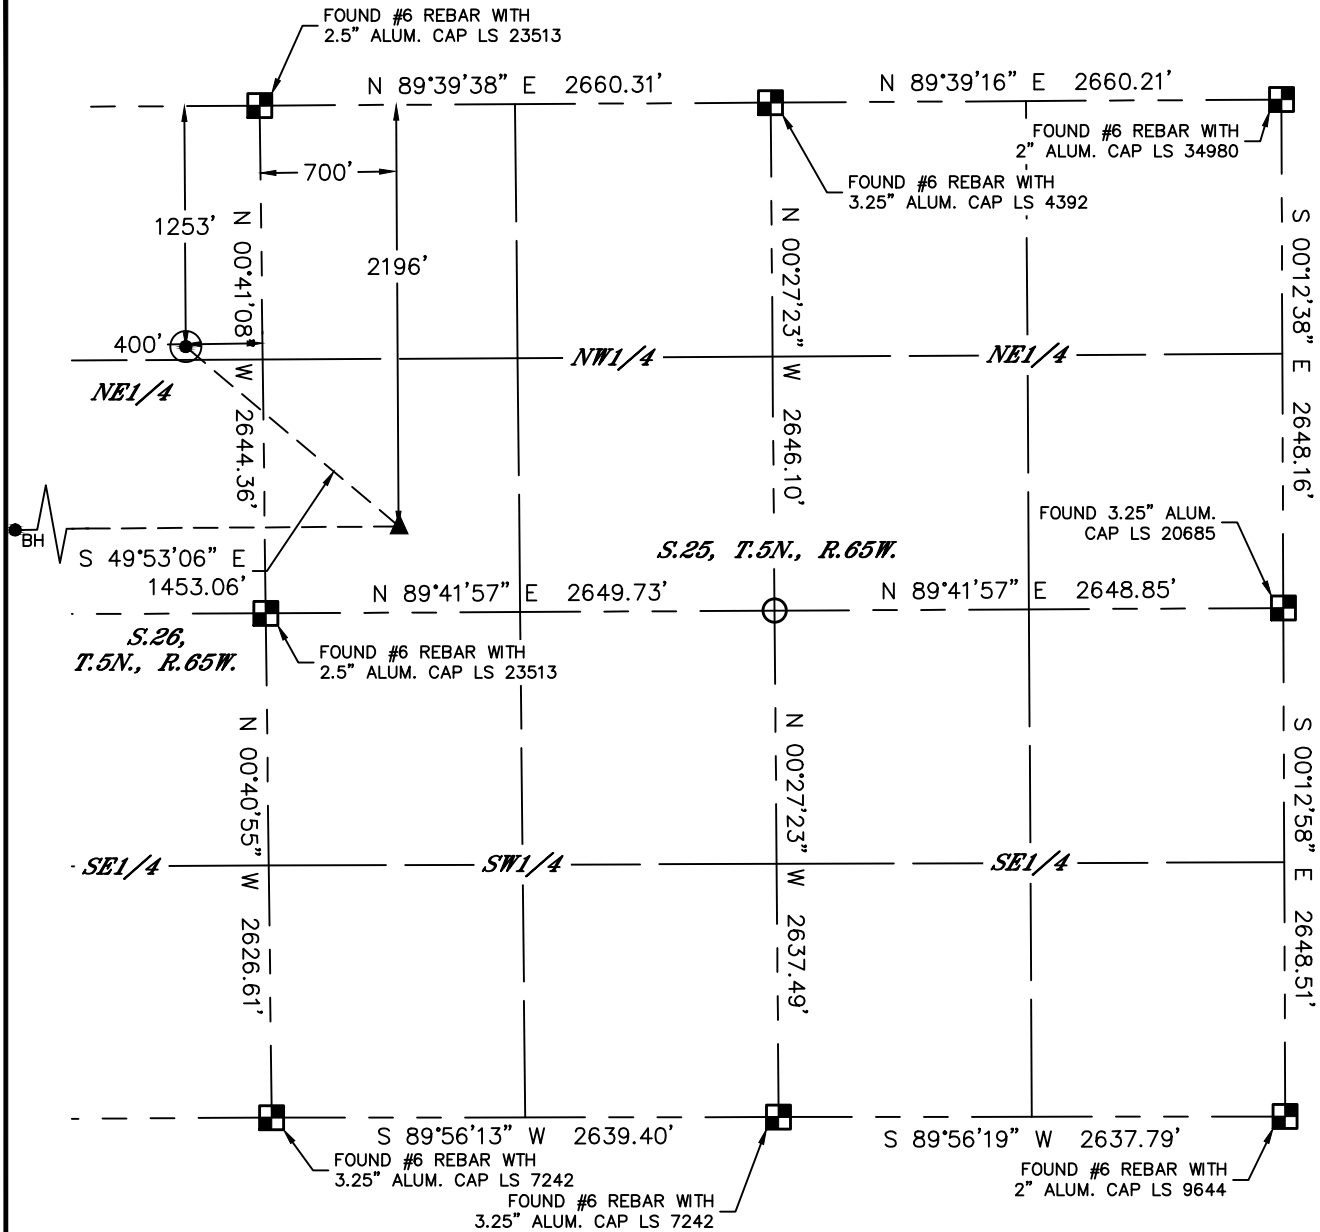 FOUND #6 REBAR WITH
2.5" ALUM. CAP LS 23513
N 89°39'38" E 2660.31'
N 89°39'16" E 2660.21'
FOUND #6 REBAR WITH
2" ALUM. CAP LS 34980
700'
FOUND #6 REBAR WITH
3.25" ALUM. CAP LS 4392
1253'
2196'
N 00°41'08" W 2644.36'
N 00°27'23" W 2646.10'
S 00°12'38" E 2648.16'
400'
NW1/4
NE1/4
NE1/4
BH
S 49°53'06" E
1453.06'
S.25, T.5N., R.65W.
FOUND 3.25" ALUM.
CAP LS 20685
N 89°41'57" E 2649.73'
N 89°41'57" E 2648.85'
S.26,
T.5N., R.65W.
FOUND #6 REBAR WITH
2.5" ALUM. CAP LS 23513
N 00°40'55" W 2626.61'
N 00°27'23" W 2637.49'
S 00°12'58" E 2648.51'
SE1/4
SW1/4
SE1/4
S 89°56'13" W 2639.40'
S 89°56'19" W 2637.79'
FOUND #6 REBAR WTH
3.25" ALUM. CAP LS 7242
FOUND #6 REBAR WITH
3.25" ALUM. CAP LS 7242
FOUND #6 REBAR WITH
2" ALUM. CAP LS 9644